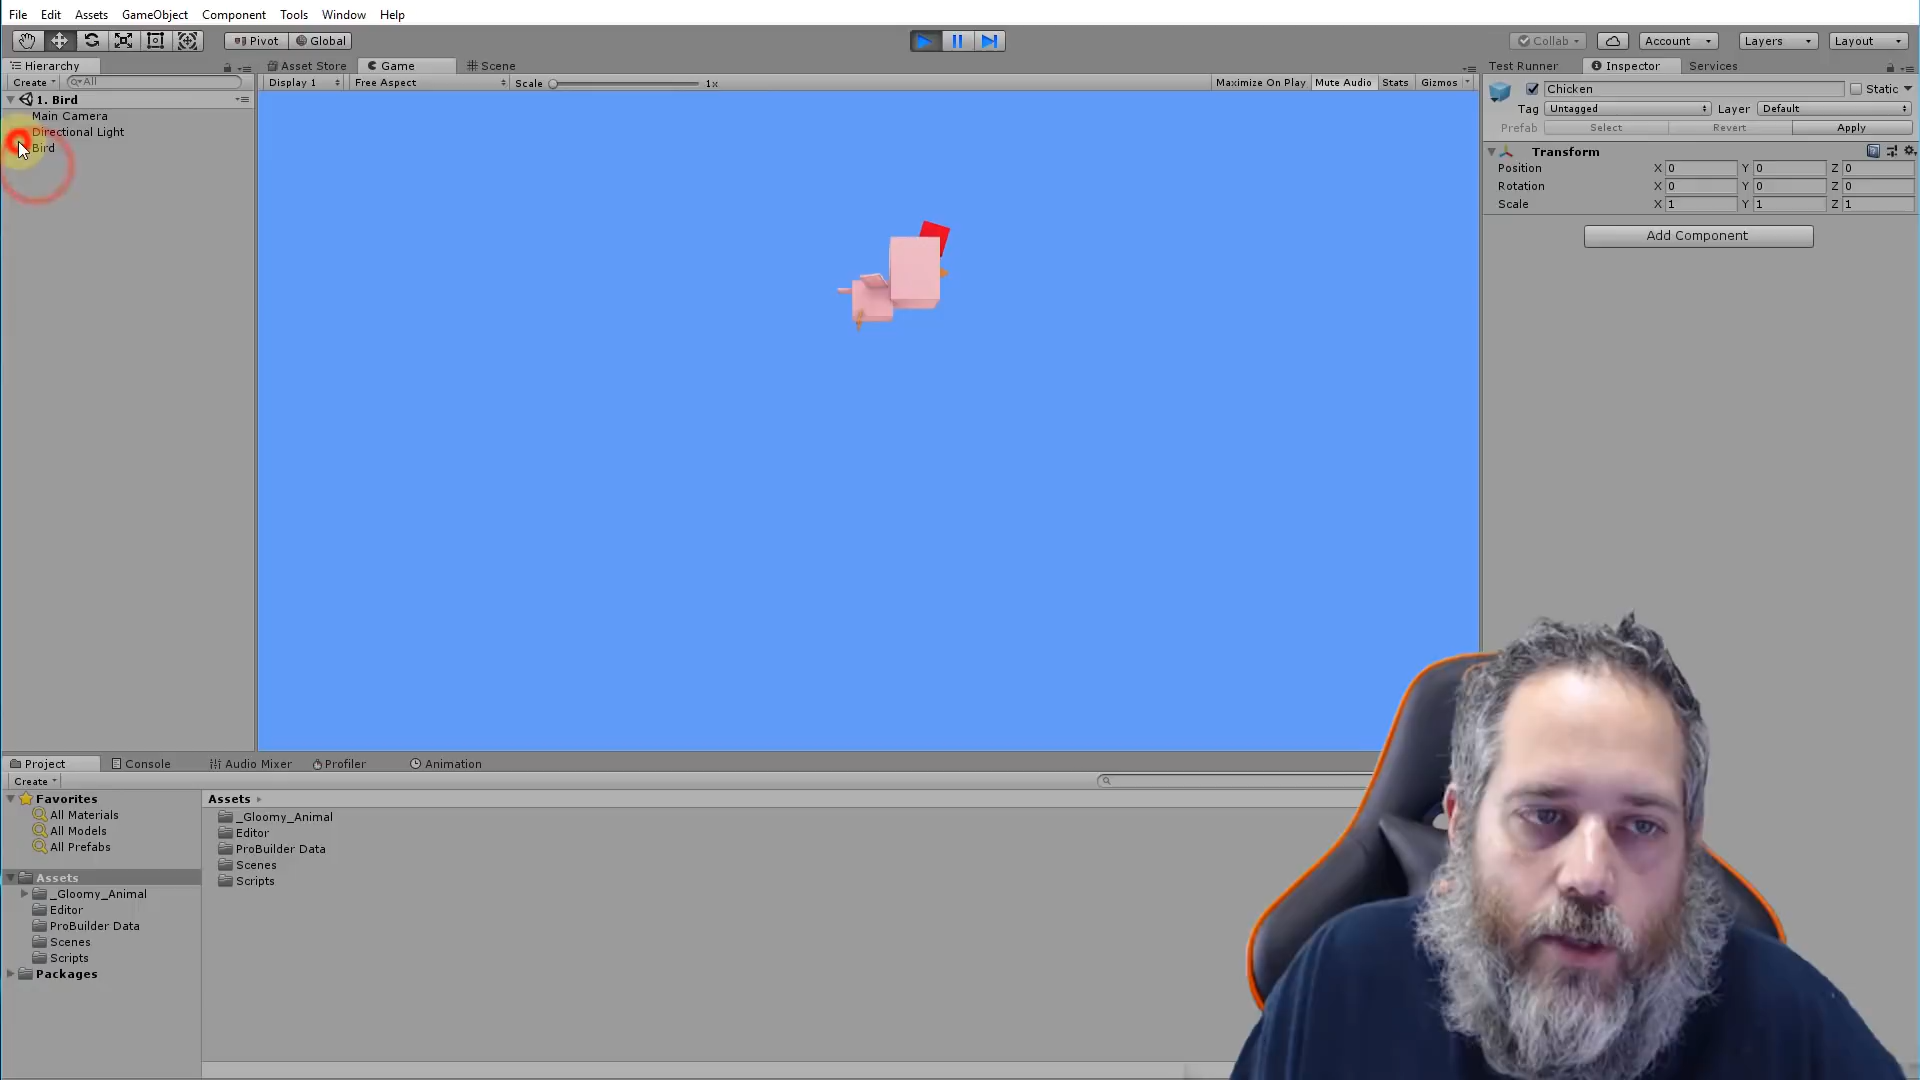 File Edit Assets GameObject Component Tools Window Help
Pivot Global Collab Account Layers Layout
Hierarchy Asset Store Game Scene Test Runner Inspector Services
Create All Display 1 Free Aspect Scale 1x Maximize On Play Mute Audio Stats Gizmos Chicken Static
1. Bird Tag Untagged Layer Default
Main Camera Prefab Select Revert Apply
Directional Light
Bird Transform
Position X 0 Y 0 Z 0
Rotation X 0 Y 0 Z 0
Scale X 1 Y 1 Z 1
Add Component
Project Console Audio Mixer Profiler Animation
Create
Favorites Assets
All Materials _Gloomy_Animal
All Models Editor
All Prefabs ProBuilder Data
Scenes
Assets Scripts
_Gloomy_Animal
Editor
ProBuilder Data
Scenes
Scripts
Packages